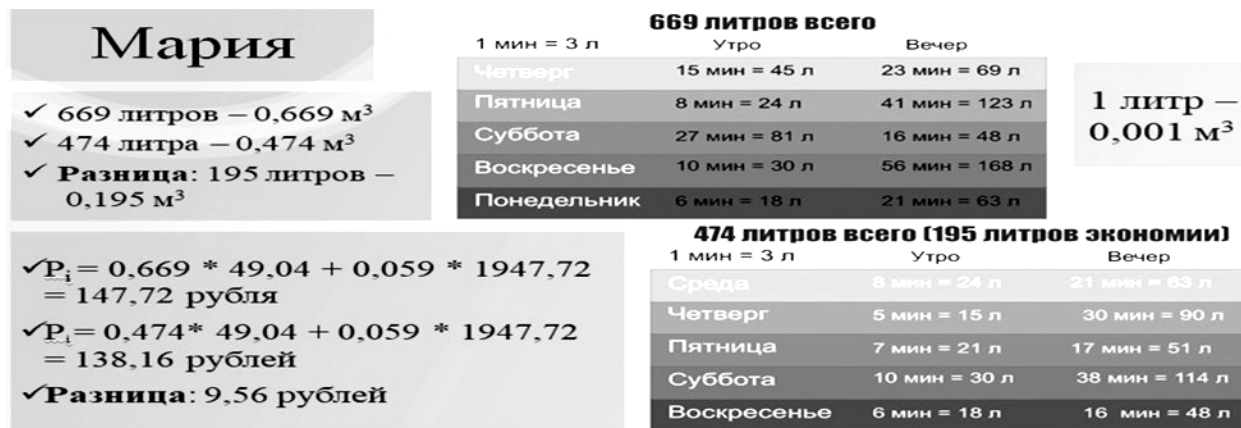 Мария
✓ 669 литров – 0,669 м³
✓ 474 литра – 0,474 м³
✓ Разница: 195 литров –
0,195 м³
669 литров всего
1 мин = 3 л Утро Вечер
Четверг 15 мин = 45 л 23 мин = 69 л
Пятница 8 мин = 24 л 41 мин = 123 л
Суббота 27 мин = 81 л 16 мин = 48 л
Воскресенье 10 мин = 30 л 56 мин = 168 л
Понедельник 6 мин = 18 л 21 мин = 63 л
1 литр –
0,001 м³
✓Pᵢ = 0,669 * 49,04 + 0,059 * 1947,72
= 147,72 рубля
✓Pᵢ = 0,474* 49,04 + 0,059 * 1947,72
= 138,16 рублей
✓Разница: 9,56 рублей
474 литров всего (195 литров экономии)
1 мин = 3 л Утро Вечер
Среда 8 мин = 24 л 21 мин = 63 л
Четверг 5 мин = 15 л 30 мин = 90 л
Пятница 7 мин = 21 л 17 мин = 51 л
Суббота 10 мин = 30 л 38 мин = 114 л
Воскресенье 6 мин = 18 л 16 мин = 48 л